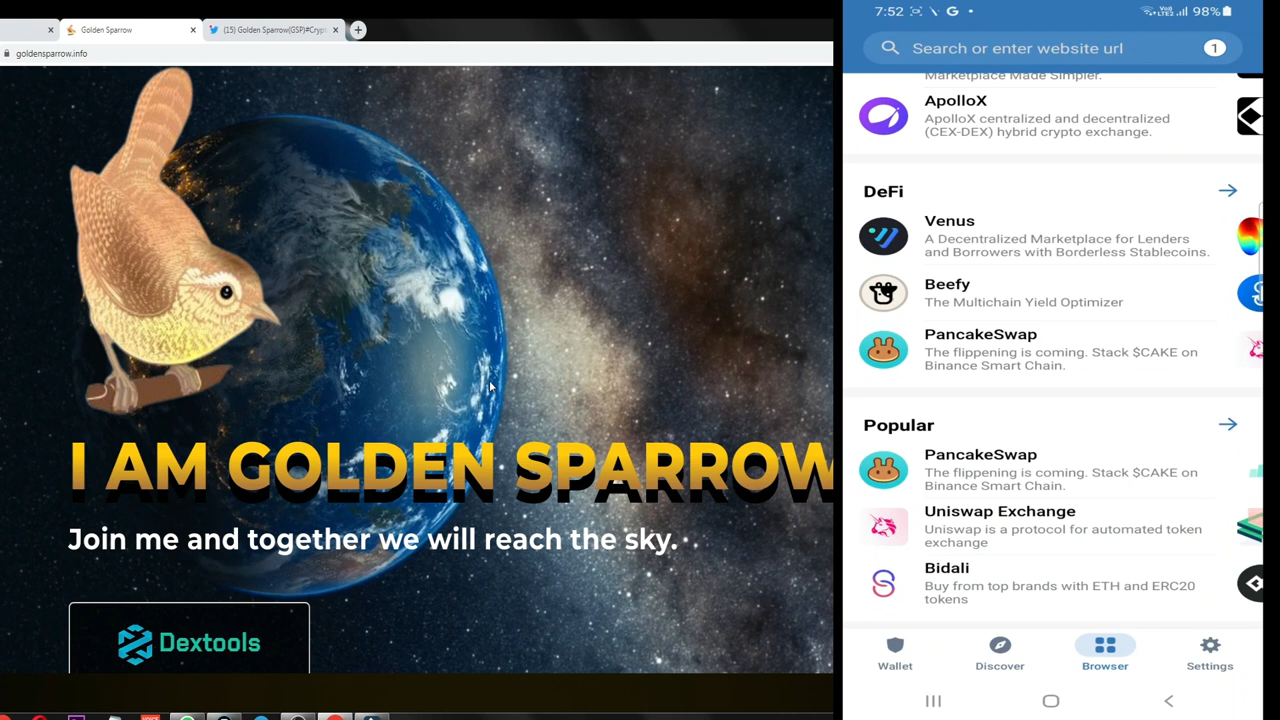 Golden Sparrow
(15) Golden Sparrow(GSP)#Crypt
goldensparrow.info
I AM GOLDEN SPARROW
Join me and together we will reach the sky.
Dextools
7:52
98%
Search or enter website url
1
Marketplace Made Simpler.
ApolloX
ApolloX centralized and decentralized
(CEX-DEX) hybrid crypto exchange.
DeFi
Venus
A Decentralized Marketplace for Lenders
and Borrowers with Borderless Stablecoins.
Beefy
The Multichain Yield Optimizer
PancakeSwap
The flippening is coming. Stack $CAKE on
Binance Smart Chain.
Popular
PancakeSwap
The flippening is coming. Stack $CAKE on
Binance Smart Chain.
Uniswap Exchange
Uniswap is a protocol for automated token
exchange
Bidali
Buy from top brands with ETH and ERC20
tokens
Wallet
Discover
Browser
Settings